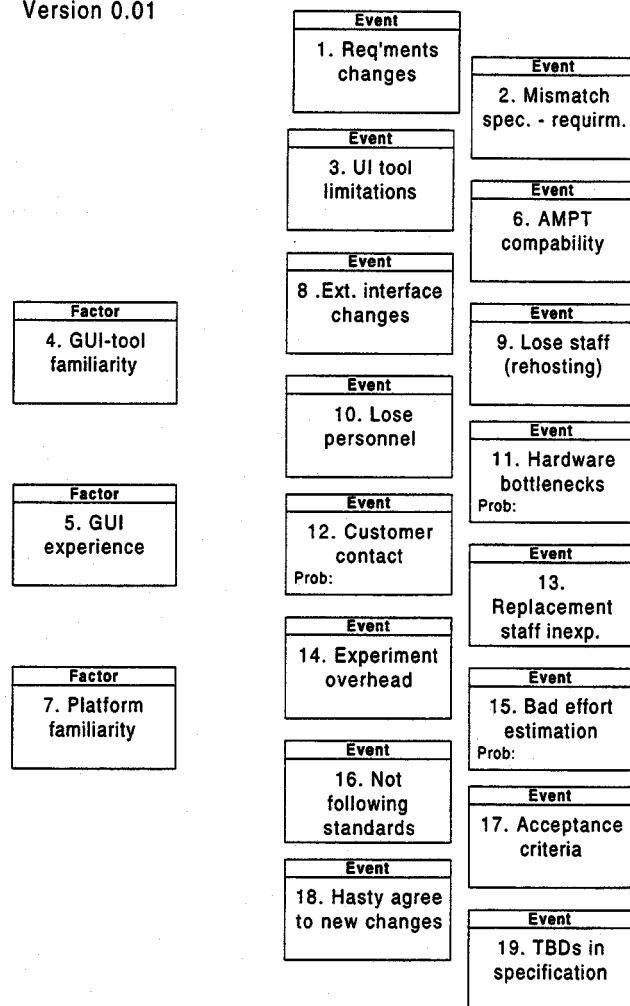 Version 0.01
Event
1. Req'ments
changes
Event
2. Mismatch
spec. - requirm.
Event
3. UI tool
limitations
Event
6. AMPT
compability
Event
8 .Ext. interface
changes
Factor
4. GUI-tool
familiarity
Event
9. Lose staff
(rehosting)
Event
10. Lose
personnel
Event
11. Hardware
bottlenecks
Prob:
Factor
5. GUI
experience
Event
12. Customer
contact
Prob:
Event
13.
Replacement
staff inexp.
Event
14. Experiment
overhead
Factor
7. Platform
familiarity
Event
15. Bad effort
estimation
Prob:
Event
16. Not
following
standards
Event
17. Acceptance
criteria
Event
18. Hasty agree
to new changes
Event
19. TBDs in
specification